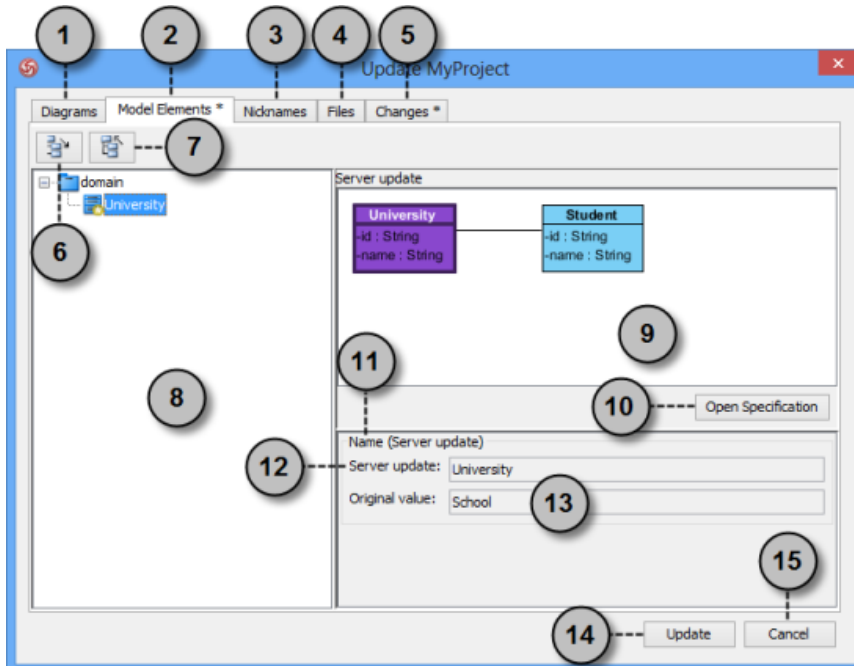 1 2 3 4 5
Update MyProject
Diagrams Model Elements * Nicknames Files Changes *
7
domain
University
6
Server update
University Student
-id : String -id : String
-name : String -name : String
9
11
8
10 Open Specification
Name (Server update)
12 Server update: University
Original value: School 13
15
14 Update Cancel